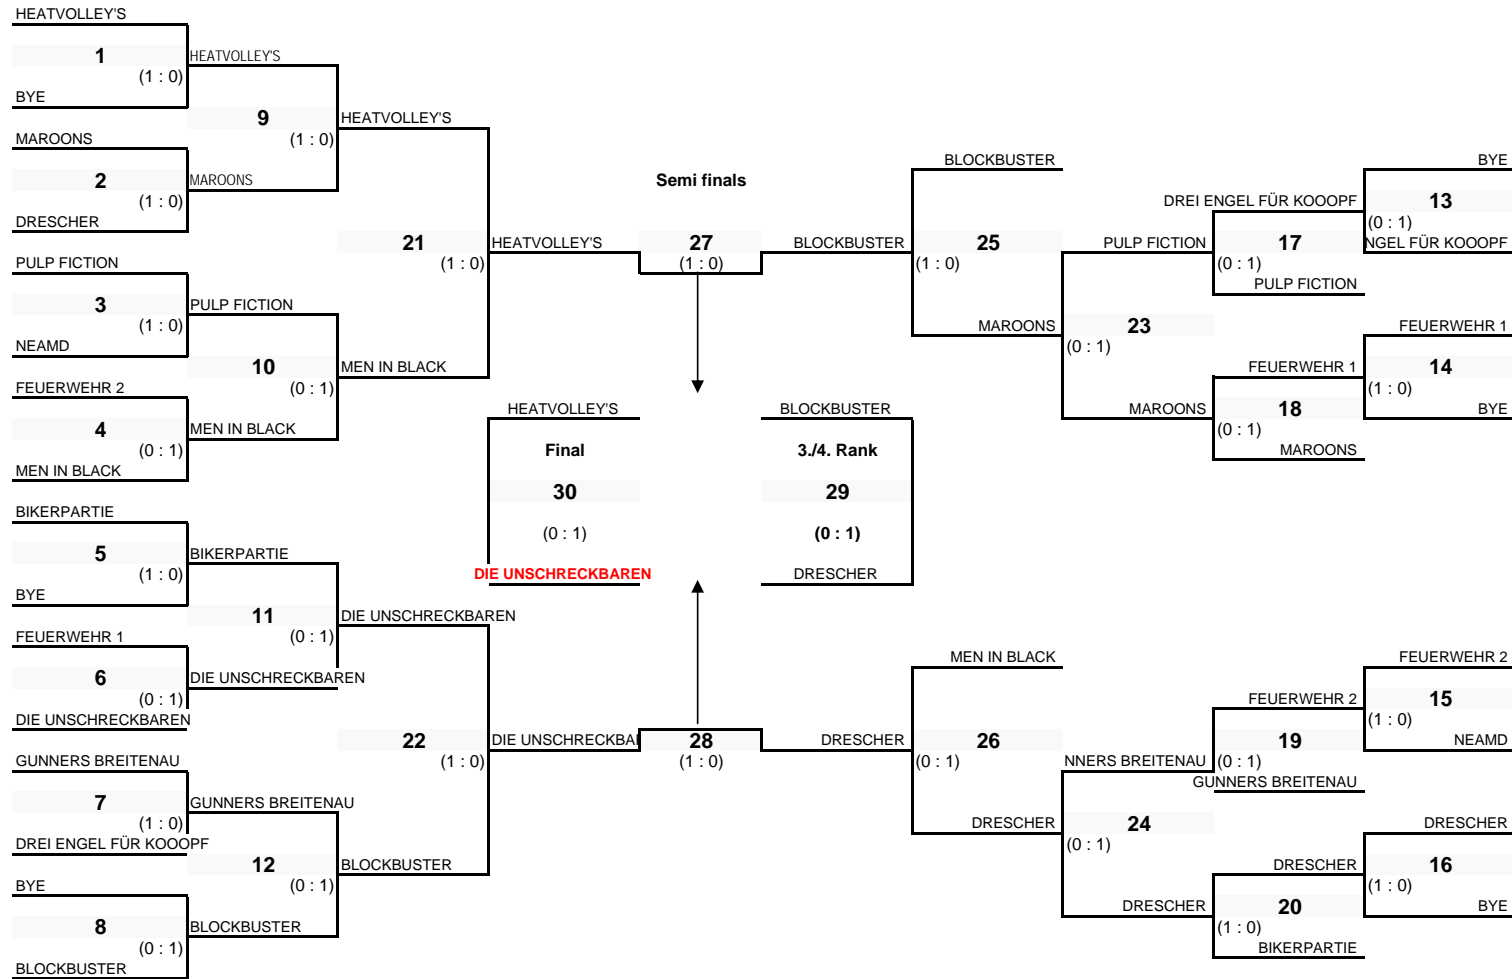 HEATVOLLEY'S
1
HEATVOLLEY'S
(1 : 0)
BYE
9
HEATVOLLEY'S
MAROONS
(1 : 0)
2
MAROONS
(1 : 0)
DRESCHER
21
HEATVOLLEY'S
(1 : 0)
PULP FICTION
3
PULP FICTION
(1 : 0)
NEAMD
10
MEN IN BLACK
FEUERWEHR 2
(0 : 1)
4
MEN IN BLACK
(0 : 1)
MEN IN BLACK
BIKERPARTIE
5
BIKERPARTIE
(1 : 0)
BYE
11
DIE UNSCHRECKBAREN
FEUERWEHR 1
(0 : 1)
6
DIE UNSCHRECKBAREN
(0 : 1)
DIE UNSCHRECKBAREN
22
DIE UNSCHRECKBA
(1 : 0)
GUNNERS BREITENAU
7
GUNNERS BREITENAU
(1 : 0)
DREI ENGEL FÜR KOOOPF
12
BLOCKBUSTER
BYE
(0 : 1)
8
BLOCKBUSTER
(0 : 1)
BLOCKBUSTER
Semi finals
27
(1 : 0)
HEATVOLLEY'S
Final
30
(0 : 1)
DIE UNSCHRECKBAREN
BLOCKBUSTER
3./4. Rank
29
(0 : 1)
DRESCHER
28
(1 : 0)
BLOCKBUSTER
BLOCKBUSTER
25
(1 : 0)
MAROONS
PULP FICTION
23
(0 : 1)
MAROONS
DREI ENGEL FÜR KOOOPF
17
(0 : 1)
PULP FICTION
BYE
13
(0 : 1)
NGEL FÜR KOOOPF
FEUERWEHR 1
18
(0 : 1)
MAROONS
FEUERWEHR 1
14
(1 : 0)
BYE
DRESCHER
MEN IN BLACK
26
(0 : 1)
DRESCHER
NNERS BREITENAU
24
(0 : 1)
DRESCHER
FEUERWEHR 2
19
(0 : 1)
GUNNERS BREITENAU
FEUERWEHR 2
15
(1 : 0)
NEAMD
DRESCHER
20
(1 : 0)
BIKERPARTIE
DRESCHER
16
(1 : 0)
BYE